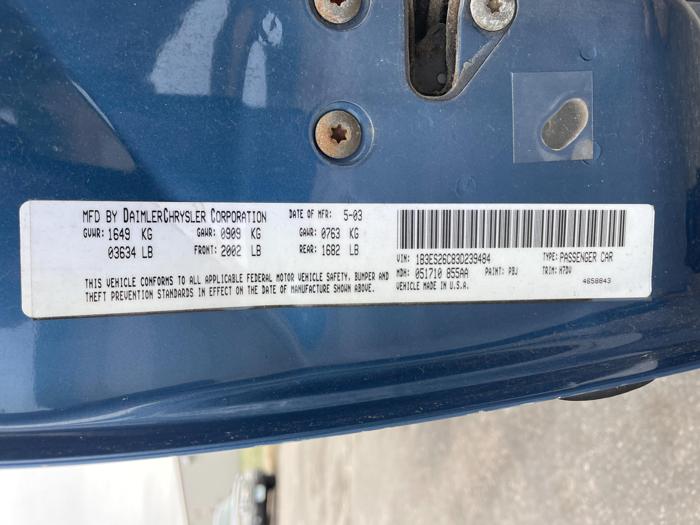 MFD BY DAIMLERCHRYSLER CORPORATION DATE OF MFR: 5-03
GVWR: 1649 KG GAWR: 0909 KG GAWR: 0763 KG
03634 LB FRONT: 2002 LB REAR: 1682 LB
THIS VEHICLE CONFORMS TO ALL APPLICABLE FEDERAL MOTOR VEHICLE SAFETY, BUMPER AND
THEFT PREVENTION STANDARDS IN EFFECT ON THE DATE OF MANUFACTURE SHOWN ABOVE.
VIN: 1B3ES26C83D239484 TYPE: PASSENGER CAR
MDH: 051710 855AA PAINT: PBJ TRIM: H7DV
VEHICLE MADE IN U.S.A. 4658843